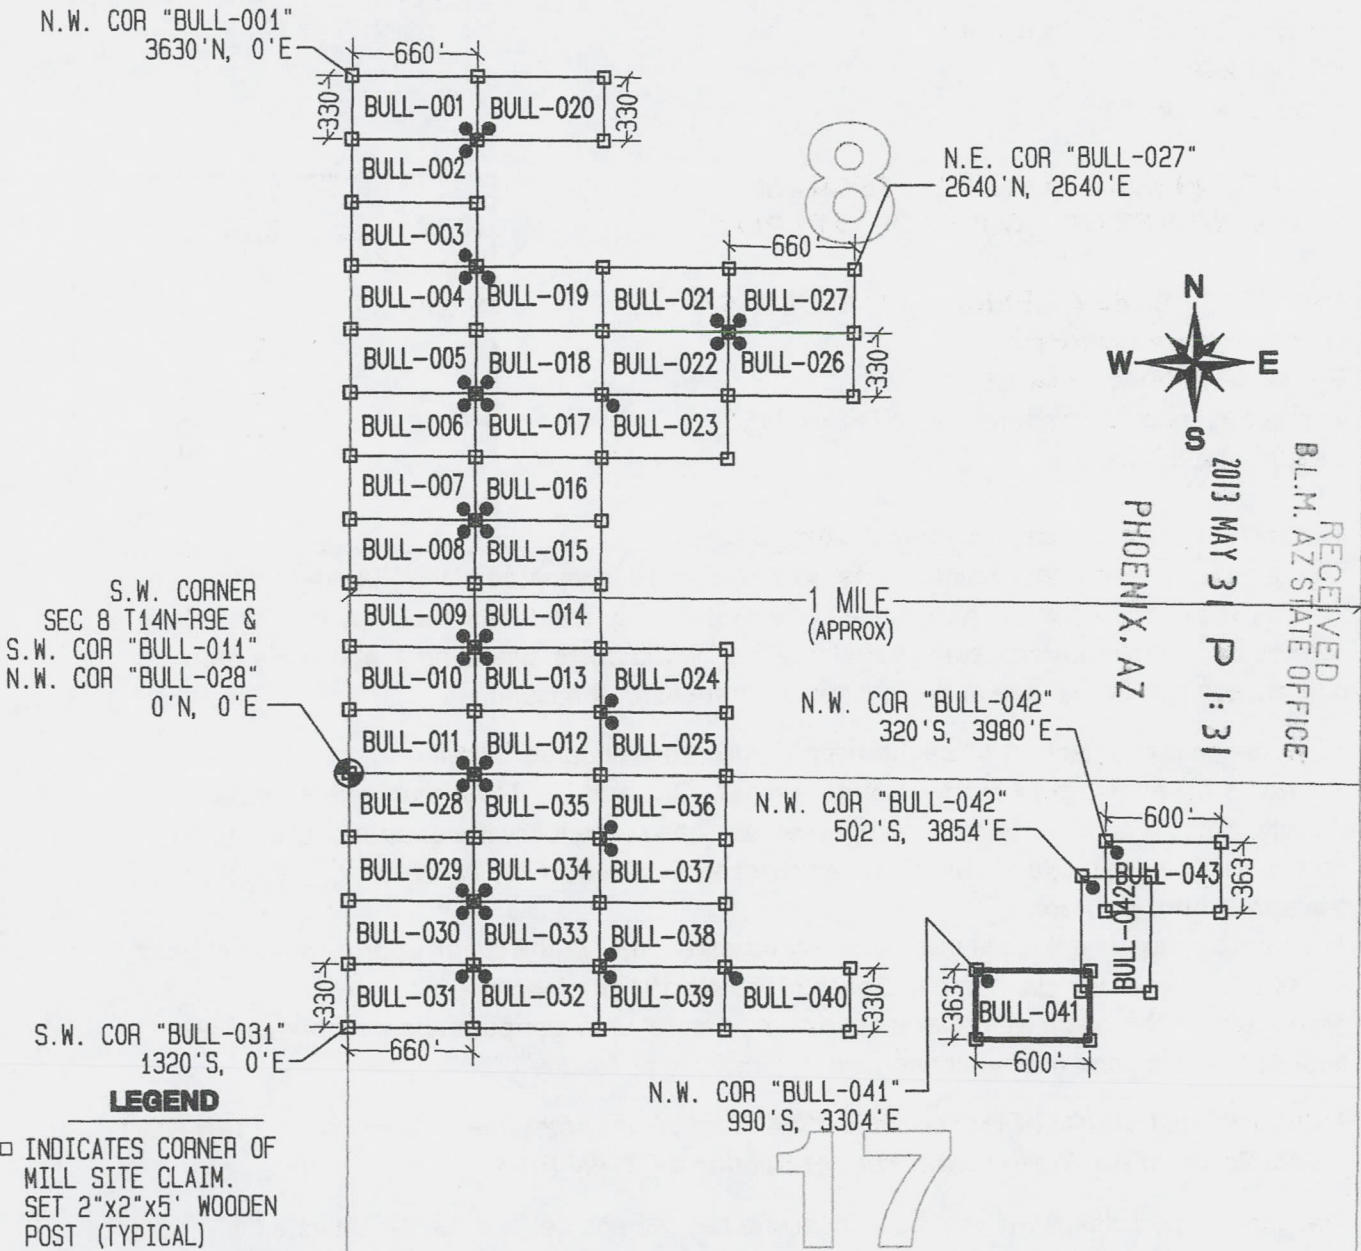 N.W. COR "BULL-001"
3630'N, 0'E
660'
330'
BULL-001
BULL-020
330'
BULL-002
8
N.E. COR "BULL-027"
2640'N, 2640'E
BULL-003
660'
BULL-004
BULL-019
BULL-021
BULL-027
N
W
E
S
BULL-005
BULL-018
BULL-022
BULL-026
330'
BULL-006
BULL-017
BULL-023
BULL-007
BULL-016
BULL-008
BULL-015
RECEIVED
B.L.M. AZ STATE OFFICE
2013 MAY 31 P 1:31
PHOENIX, AZ
S.W. CORNER
SEC 8 T14N-R9E &
S.W. COR "BULL-011"
N.W. COR "BULL-028"
0'N, 0'E
BULL-009
BULL-014
1 MILE
(APPROX)
BULL-010
BULL-013
BULL-024
BULL-011
BULL-012
BULL-025
N.W. COR "BULL-042"
320'S, 3980'E
BULL-028
BULL-035
BULL-036
N.W. COR "BULL-042"
502'S, 3854'E
600'
BULL-029
BULL-034
BULL-037
BULL-043
363'
BULL-042
BULL-030
BULL-033
BULL-038
330'
BULL-031
BULL-032
BULL-039
BULL-040
330'
363'
BULL-041
600'
S.W. COR "BULL-031"
1320'S, 0'E
660'
N.W. COR "BULL-041"
990'S, 3304'E
17
LEGEND
INDICATES CORNER OF
MILL SITE CLAIM.
SET 2"x2"x5' WOODEN
POST (TYPICAL)